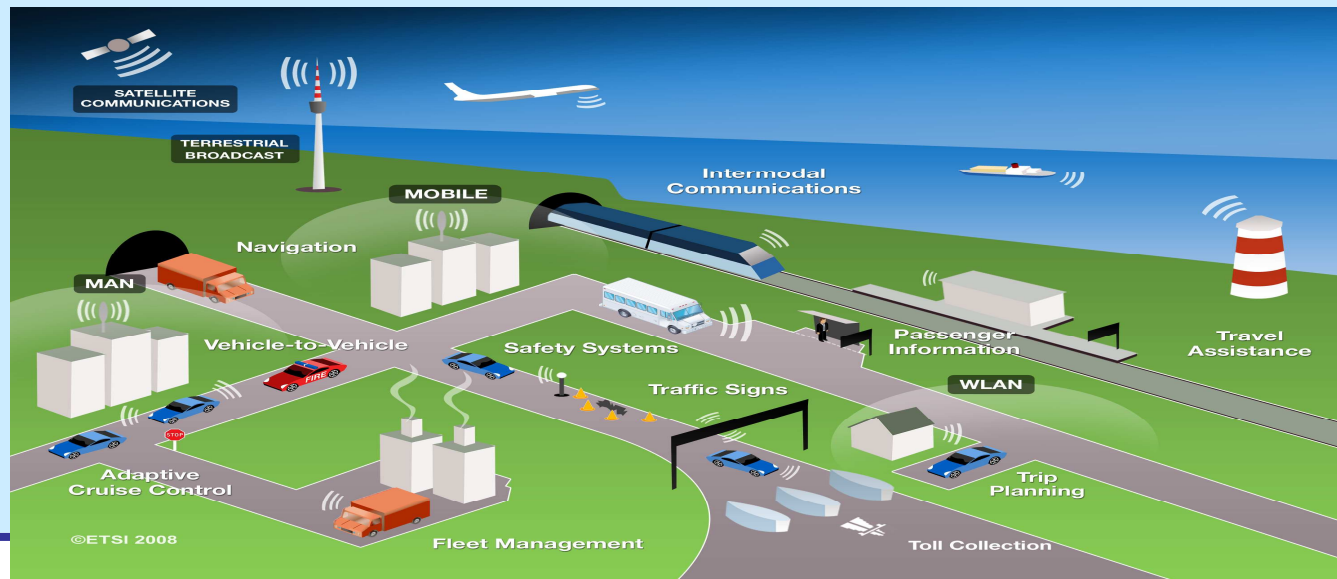 SATELLITE
COMMUNICATIONS
TERRESTRIAL
BROADCAST
Intermodal
Communications
MOBILE
Navigation
MAN
Vehicle-to-Vehicle
FIRE
Safety Systems
Passenger
Information
Travel
Assistance
Traffic Signs
WLAN
STOP
Adaptive
Cruise Control
Trip
Planning
©ETSI 2008
Fleet Management
Toll Collection